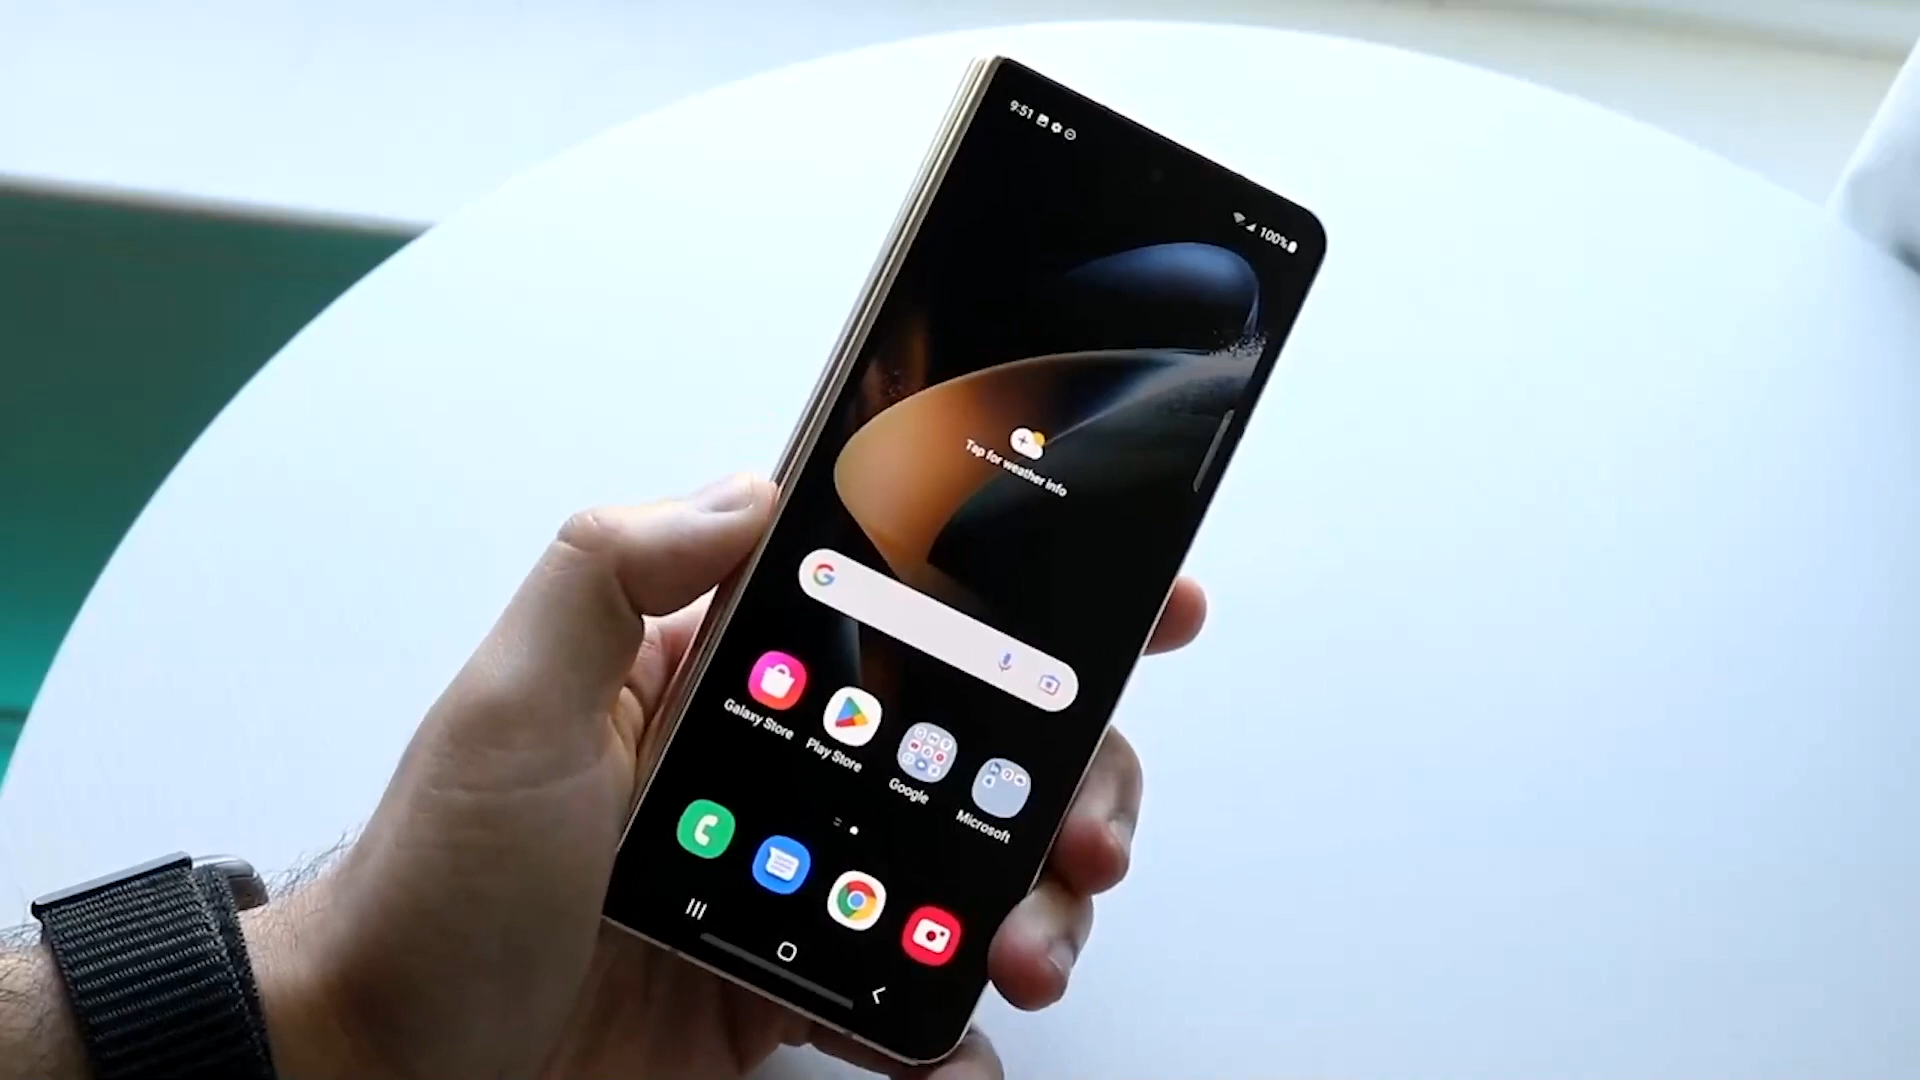 9:51
100%
Tap for weather info
Galaxy Store
Play Store
Google
Microsoft